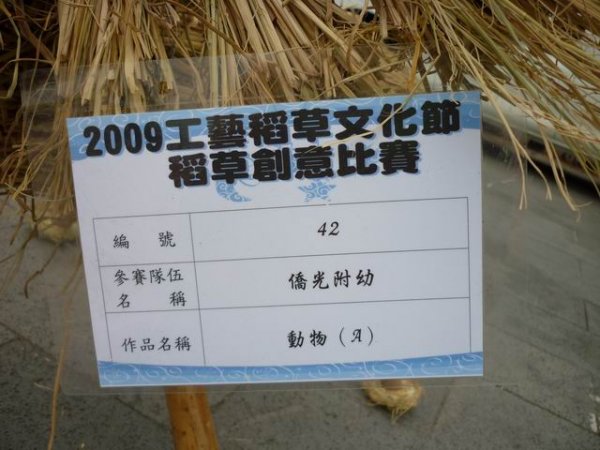 2009工藝稻草文化節
稻草創意比賽
編 號 42
參賽隊伍
名 稱 僑光附幼
作品名稱 動物（A）